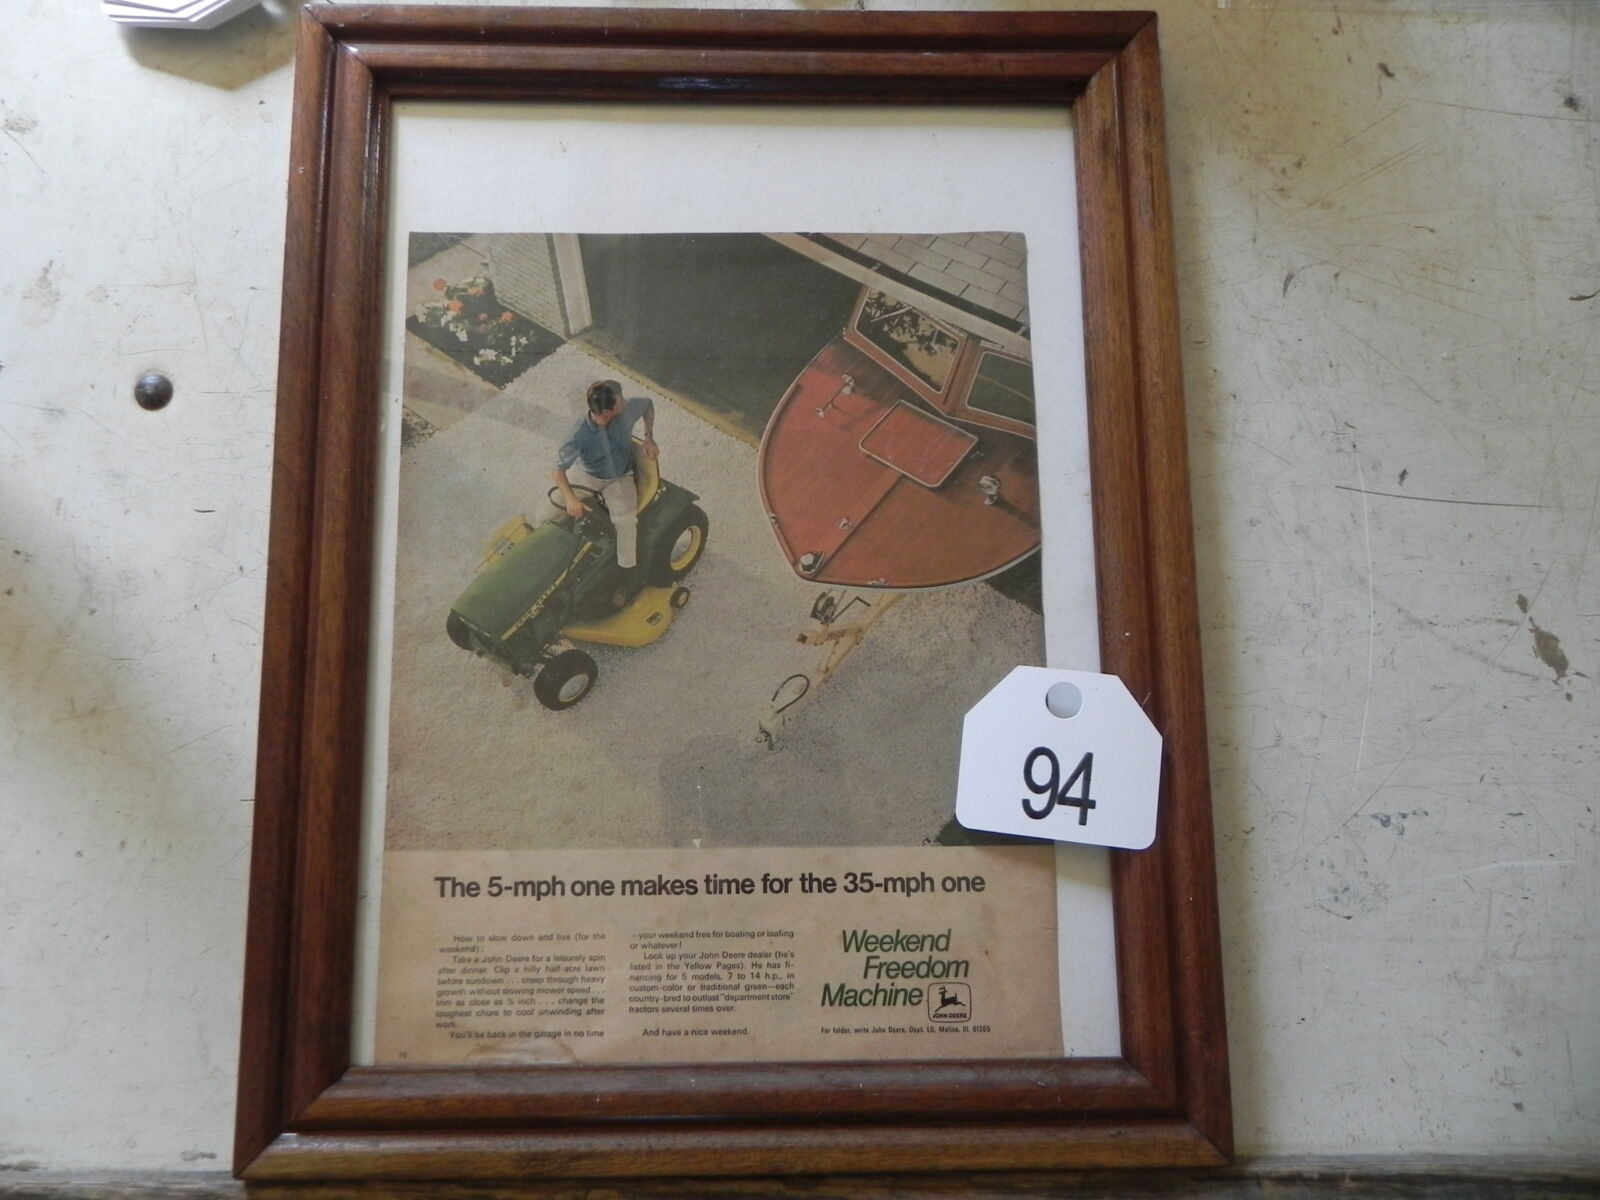 94
The 5-mph one makes time for the 35-mph one
How to slow down and live (for the
weekend):
Take a John Deere for a leisurely spin
after dinner. Clip a hilly half-acre lawn
before sundown . . . creep through heavy
growth without slowing mower speed . . .
trim as close as ⅝ inch . . . change the
toughest chore to cool unwinding after
work.
You'll be back in the garage in no time
—your weekend free for boating or loafing
or whatever!
Look up your John Deere dealer (he's
listed in the Yellow Pages). He has fi-
nancing for 5 models, 7 to 14 h.p., in
custom-color or traditional green—each
country-bred to outlast "department store"
tractors several times over.
And have a nice weekend.
Weekend
Freedom
Machine
JOHN DEERE
For folder, write John Deere, Dept. LG, Moline, Ill. 61265